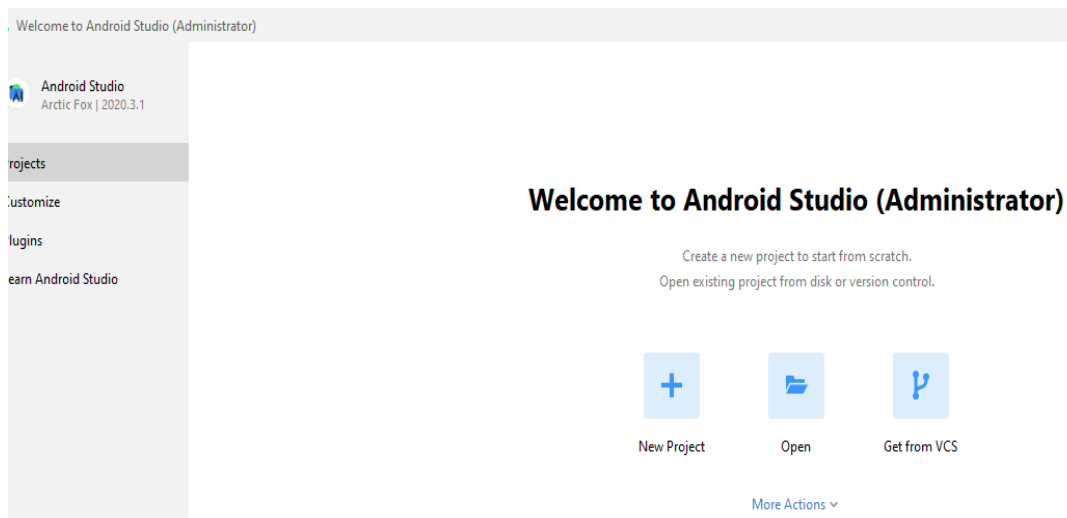 Welcome to Android Studio (Administrator)
Android Studio
Arctic Fox | 2020.3.1
rojects
ustomize
lugins
earn Android Studio
Welcome to Android Studio (Administrator)
Create a new project to start from scratch.
Open existing project from disk or version control.
New Project
Open
Get from VCS
More Actions